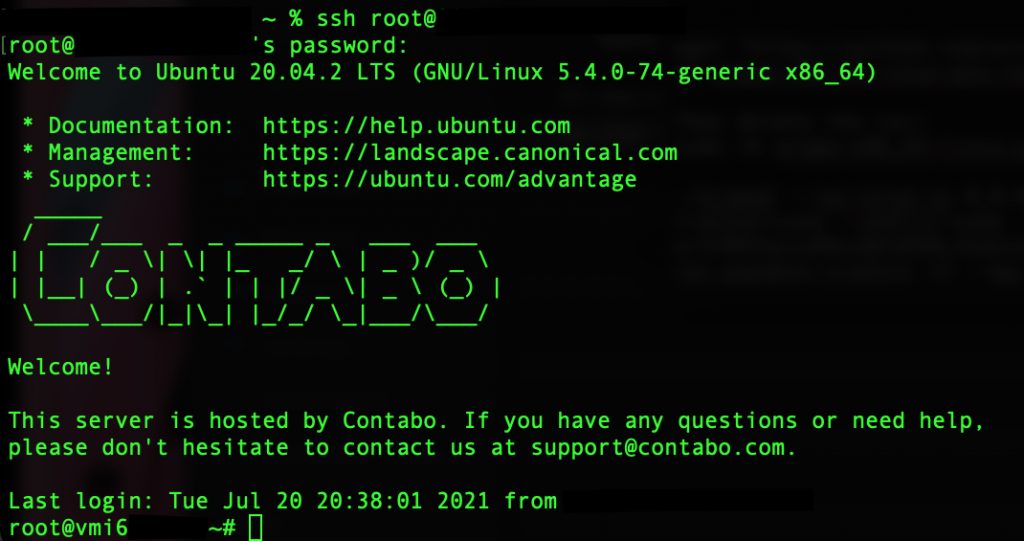 ~ % ssh root@
root@ 's password:
Welcome to Ubuntu 20.04.2 LTS (GNU/Linux 5.4.0-74-generic x86_64)
* Documentation:  https://help.ubuntu.com
* Management:     https://landscape.canonical.com
* Support:        https://ubuntu.com/advantage
CONTABO
Welcome!
This server is hosted by Contabo. If you have any questions or need help,
please don't hesitate to contact us at support@contabo.com.
Last login: Tue Jul 20 20:38:01 2021 from
root@vmi6 ~#